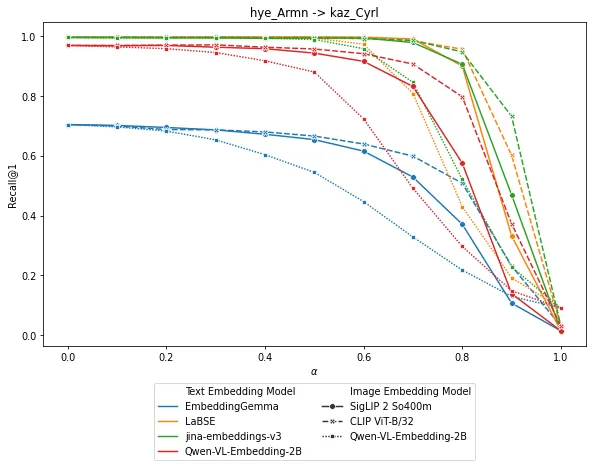 hye_Armn -> kaz_Cyrl
Recall@1
1.0
0.8
0.6
0.4
0.2
0.0
0.0 0.2 0.4 0.6 0.8 1.0
α
Text Embedding Model Image Embedding Model
EmbeddingGemma SigLIP 2 So400m
LaBSE CLIP ViT-B/32
jina-embeddings-v3 Qwen-VL-Embedding-2B
Qwen-VL-Embedding-2B